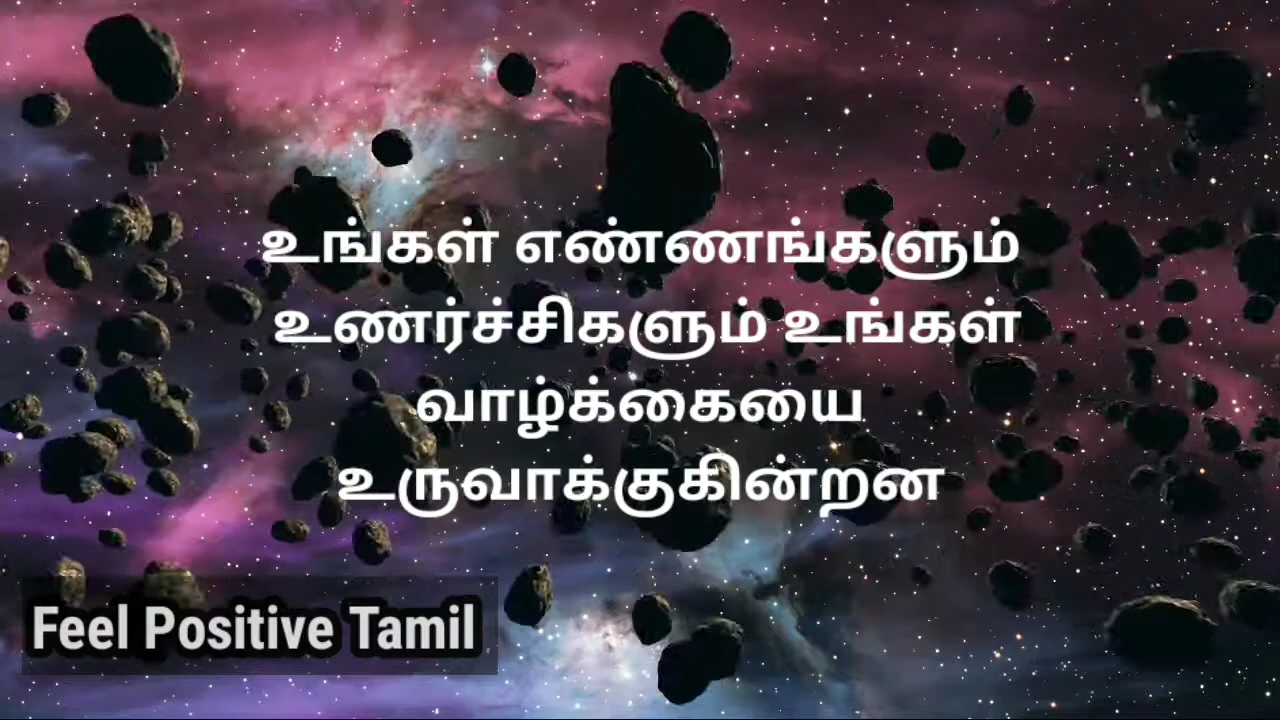 உங்கள் எண்ணங்களும்
உணர்ச்சிகளும் உங்கள்
வாழ்க்கையை
உருவாக்குகின்றன
Feel Positive Tamil